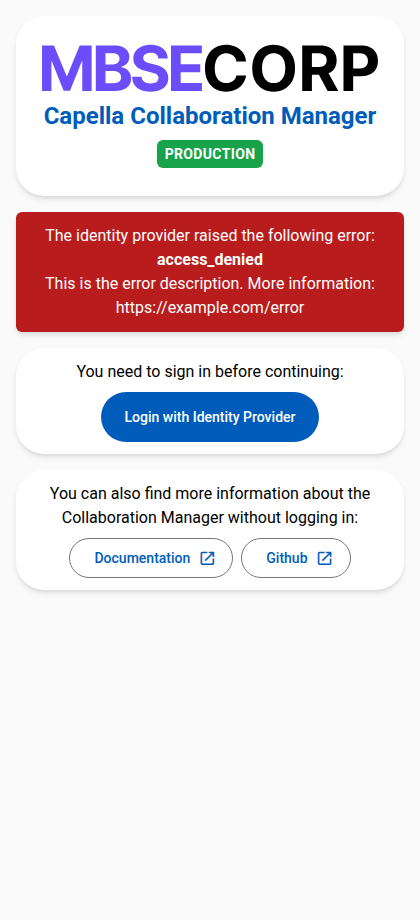 MBSECORP
Capella Collaboration Manager
PRODUCTION
The identity provider raised the following error:
access_denied
This is the error description. More information:
https://example.com/error
You need to sign in before continuing:
Login with Identity Provider
You can also find more information about the
Collaboration Manager without logging in:
Documentation
Github